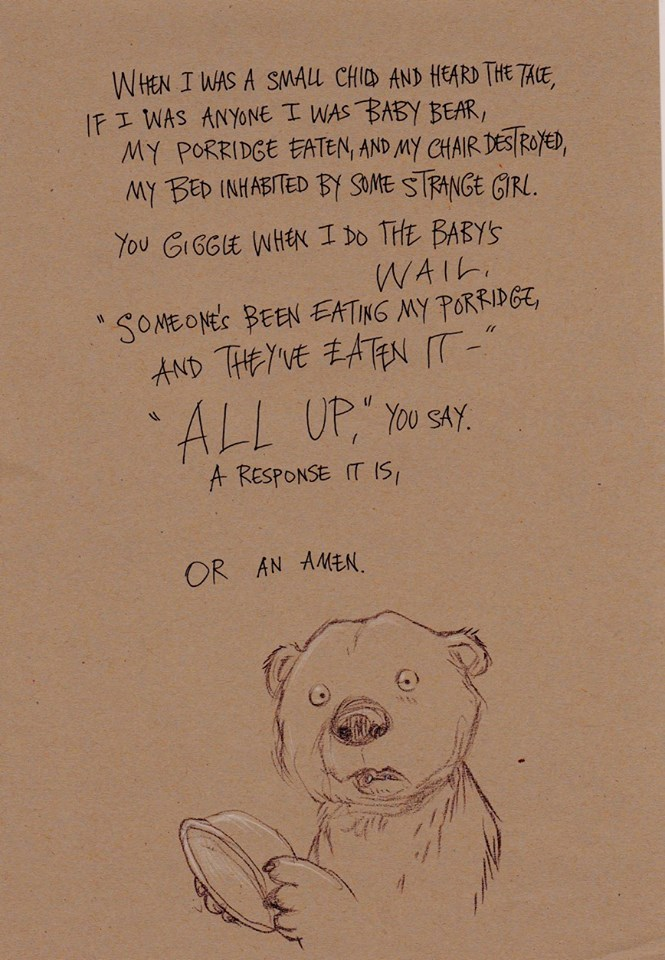 WHEN I WAS A SMALL CHILD AND HEARD THE TALE,
IF I WAS ANYONE I WAS BABY BEAR,
MY PORRIDGE EATEN, AND MY CHAIR DESTROYED,
MY BED INHABITED BY SOME STRANGE GIRL.
YOU GIGGLE WHEN I DO THE BABY'S
WAIL,
"SOMEONE'S BEEN EATING MY PORRIDGE,
AND THEY'VE EATEN IT -"
"ALL UP," YOU SAY.
A RESPONSE IT IS,
OR AN AMEN.